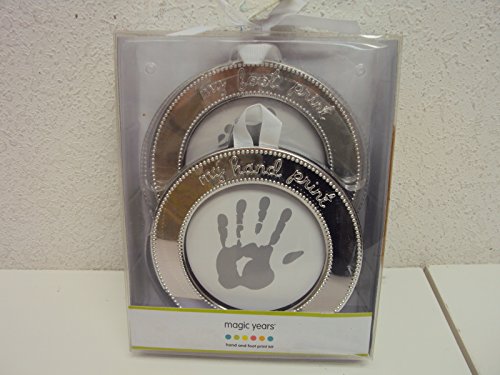 my foot print
my hand print
magic years®
hand and foot print kit